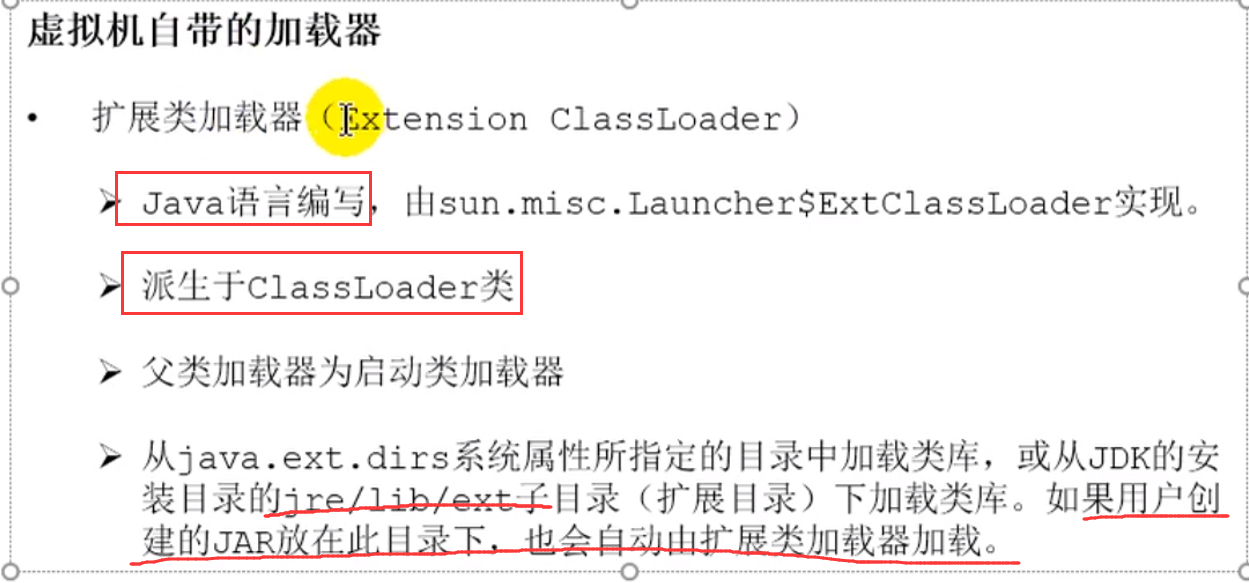 虚拟机自带的加载器
• 扩展类加载器（Extension ClassLoader）
➢ Java语言编写，由sun.misc.Launcher$ExtClassLoader实现。
➢ 派生于ClassLoader类
➢ 父类加载器为启动类加载器
➢ 从java.ext.dirs系统属性所指定的目录中加载类库，或从JDK的安
装目录的jre/lib/ext子目录（扩展目录）下加载类库。如果用户创
建的JAR放在此目录下，也会自动由扩展类加载器加载。